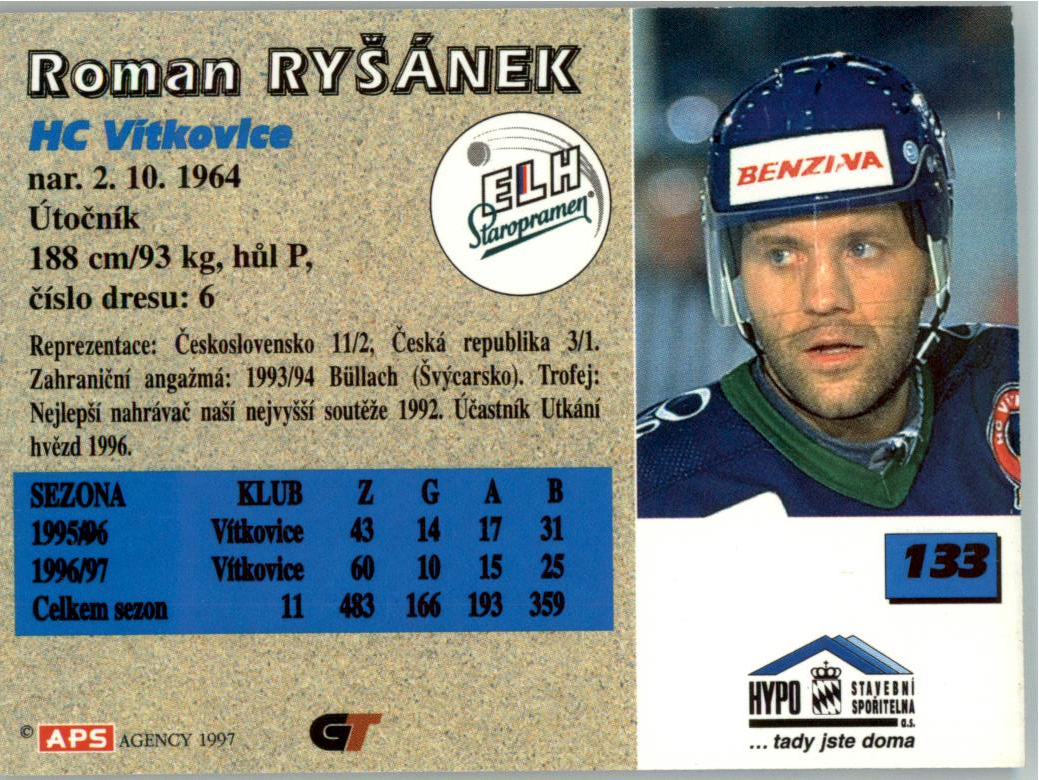 Roman RYŠÁNEK
HC Vítkovice
nar. 2. 10. 1964
Útočník
188 cm/93 kg, hůl P,
číslo dresu: 6
ELH
Staropramen®
Reprezentace: Československo 11/2, Česká republika 3/1.
Zahraniční angažmá: 1993/94 Büllach (Švýcarsko). Trofej:
Nejlepší nahrávač naší nejvyšší soutěže 1992. Účastník Utkání
hvězd 1996.
SEZONA KLUB Z G A B
1995/96 Vítkovice 43 14 17 31
1996/97 Vítkovice 60 10 15 25
Celkem sezon 11 483 166 193 359
© APS AGENCY 1997
GT
BENZINA
133
HYPO STAVEBNÍ
SPOŘITELNA
a.s.
... tady jste doma